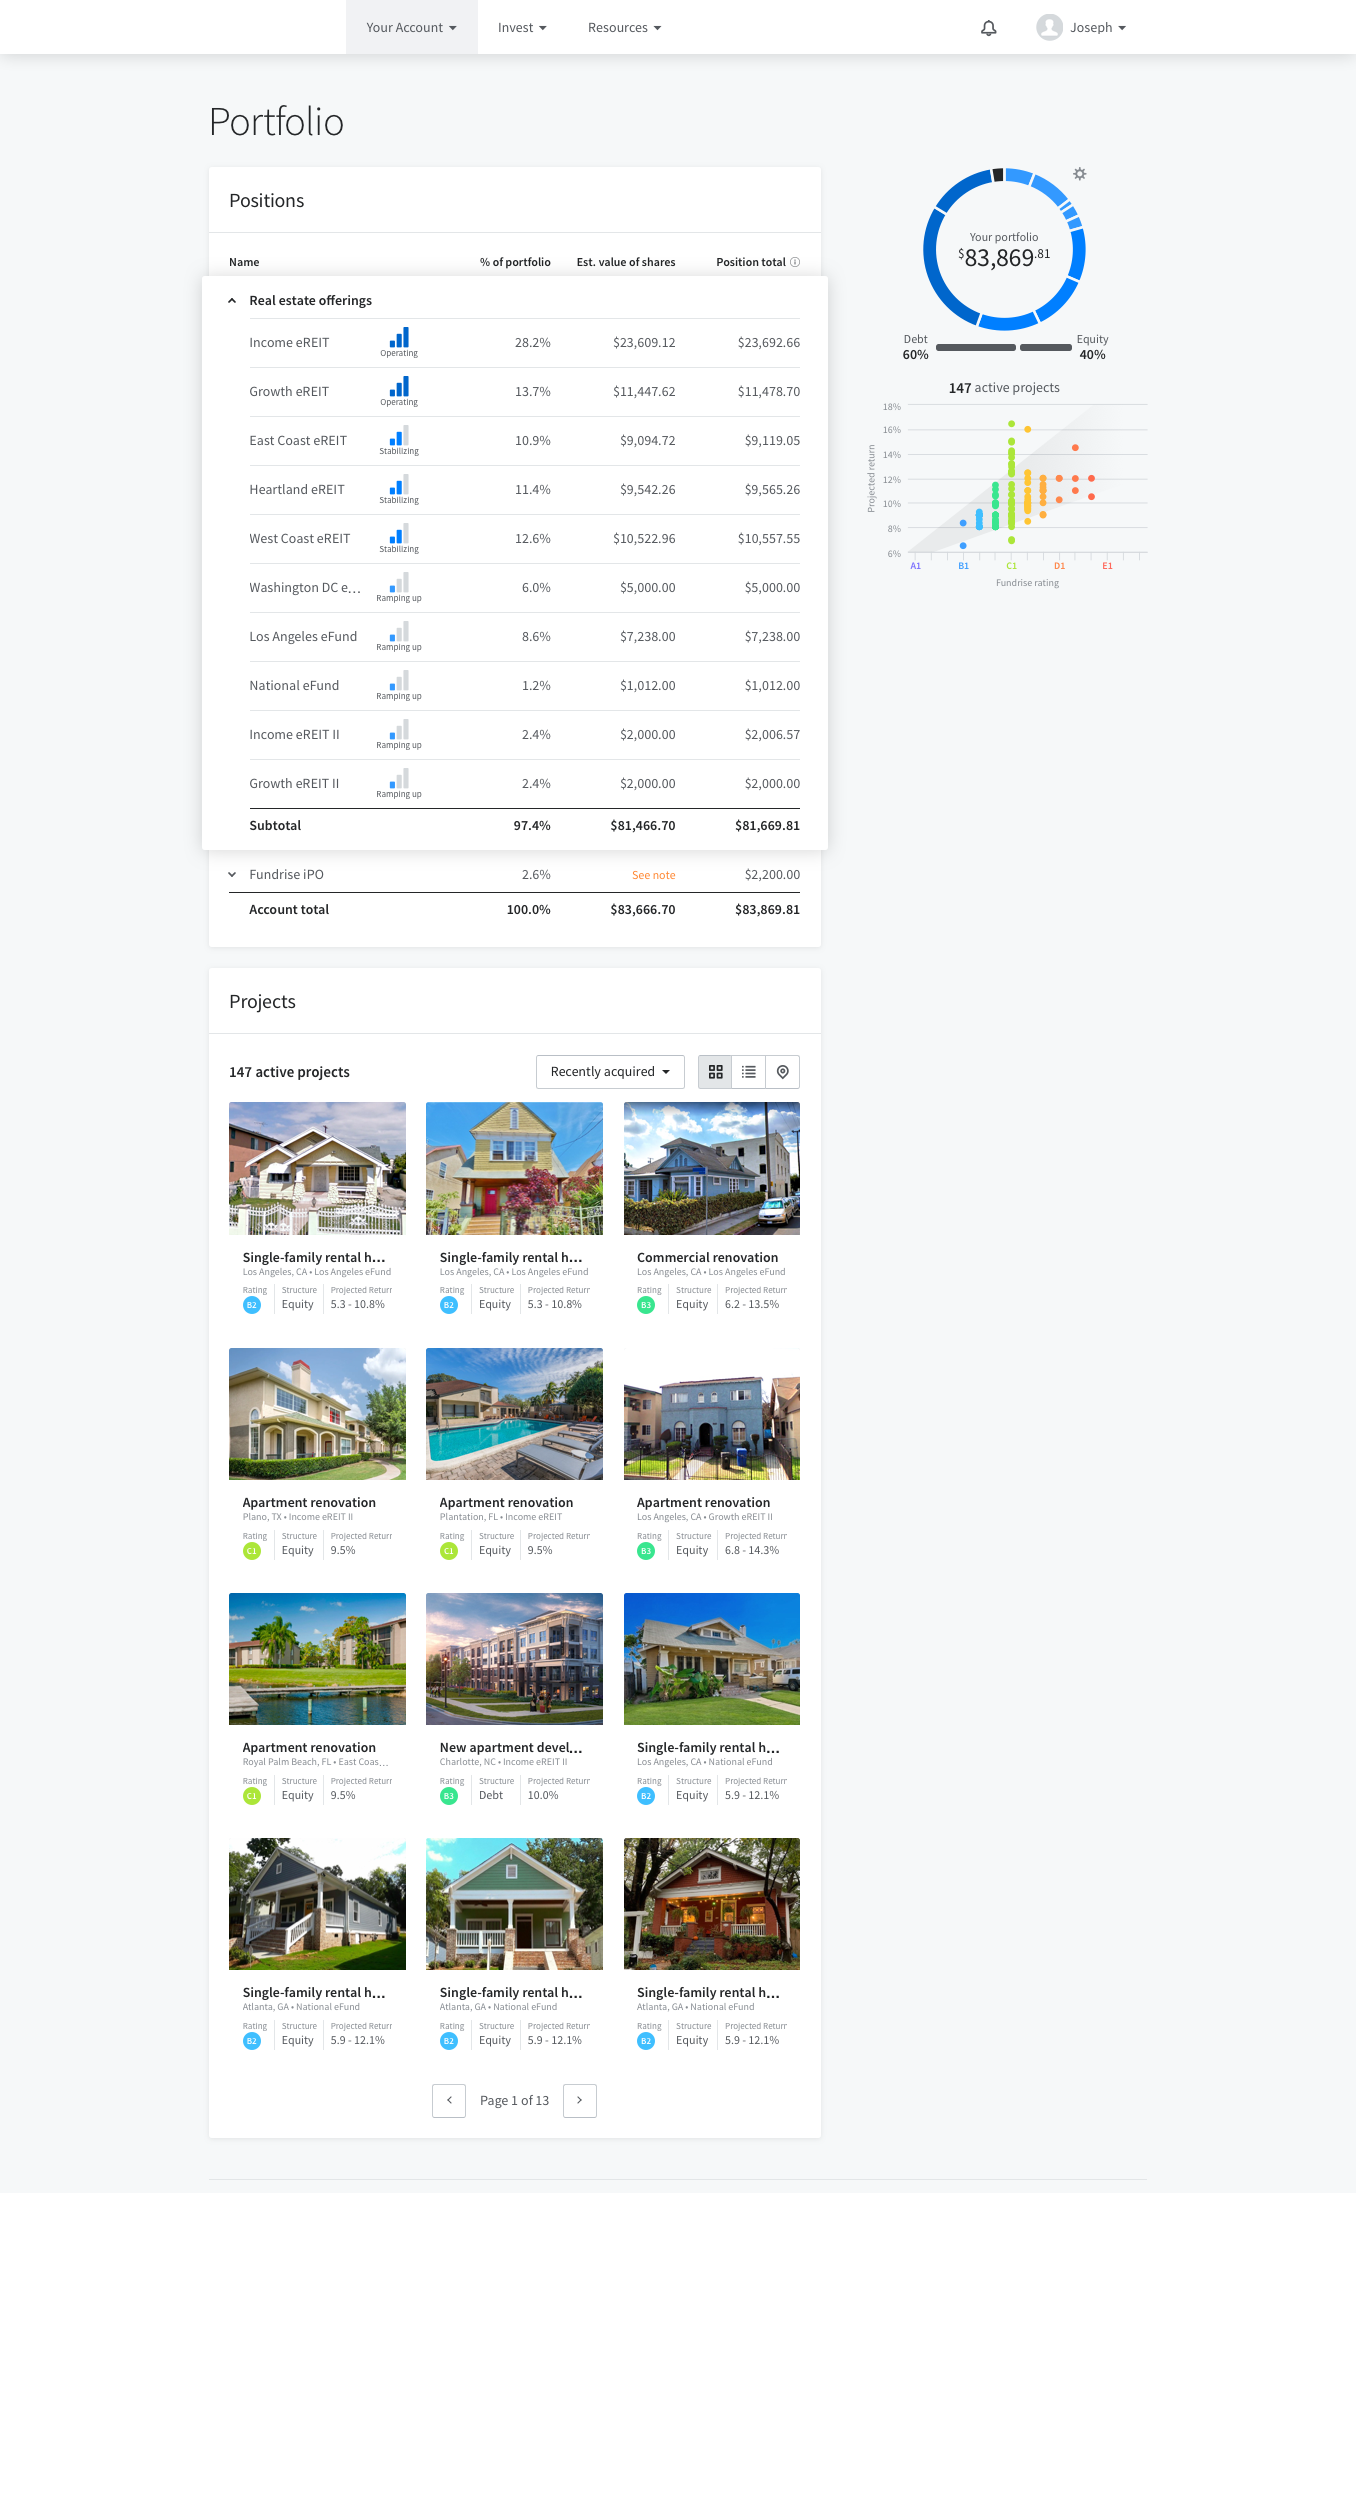 Your Account Invest Resources Joseph
Portfolio
Positions
Name % of portfolio Est. value of shares Position total
Real estate offerings
Income eREIT Operating 28.2% $23,609.12 $23,692.66
Growth eREIT Operating 13.7% $11,447.62 $11,478.70
East Coast eREIT Stabilizing 10.9% $9,094.72 $9,119.05
Heartland eREIT Stabilizing 11.4% $9,542.26 $9,565.26
West Coast eREIT Stabilizing 12.6% $10,522.96 $10,557.55
Washington DC e... Ramping up 6.0% $5,000.00 $5,000.00
Los Angeles eFund Ramping up 8.6% $7,238.00 $7,238.00
National eFund Ramping up 1.2% $1,012.00 $1,012.00
Income eREIT II Ramping up 2.4% $2,000.00 $2,006.57
Growth eREIT II Ramping up 2.4% $2,000.00 $2,000.00
Subtotal 97.4% $81,466.70 $81,669.81
Fundrise iPO 2.6% See note $2,200.00
Account total 100.0% $83,666.70 $83,869.81
Your portfolio
$83,869.81
Debt Equity
60% 40%
147 active projects
18%
16%
14%
12%
10%
8%
6%
Projected return
A1 B1 C1 D1 E1
Fundrise rating
Projects
147 active projects Recently acquired
Single-family rental h... Single-family rental h... Commercial renovation
Los Angeles, CA • Los Angeles eFund Los Angeles, CA • Los Angeles eFund Los Angeles, CA • Los Angeles eFund
Rating Structure Projected Return Rating Structure Projected Return Rating Structure Projected Return
B2 Equity 5.3 - 10.8% B2 Equity 5.3 - 10.8% B3 Equity 6.2 - 13.5%
Apartment renovation Apartment renovation Apartment renovation
Plano, TX • Income eREIT II Plantation, FL • Income eREIT Los Angeles, CA • Growth eREIT II
Rating Structure Projected Return Rating Structure Projected Return Rating Structure Projected Return
C1 Equity 9.5% C1 Equity 9.5% B3 Equity 6.8 - 14.3%
Apartment renovation New apartment devel... Single-family rental h...
Royal Palm Beach, FL • East Coas... Charlotte, NC • Income eREIT II Los Angeles, CA • National eFund
Rating Structure Projected Return Rating Structure Projected Return Rating Structure Projected Return
C1 Equity 9.5% B3 Debt 10.0% B2 Equity 5.9 - 12.1%
Single-family rental h... Single-family rental h... Single-family rental h...
Atlanta, GA • National eFund Atlanta, GA • National eFund Atlanta, GA • National eFund
Rating Structure Projected Return Rating Structure Projected Return Rating Structure Projected Return
B2 Equity 5.9 - 12.1% B2 Equity 5.9 - 12.1% B2 Equity 5.9 - 12.1%
Page 1 of 13